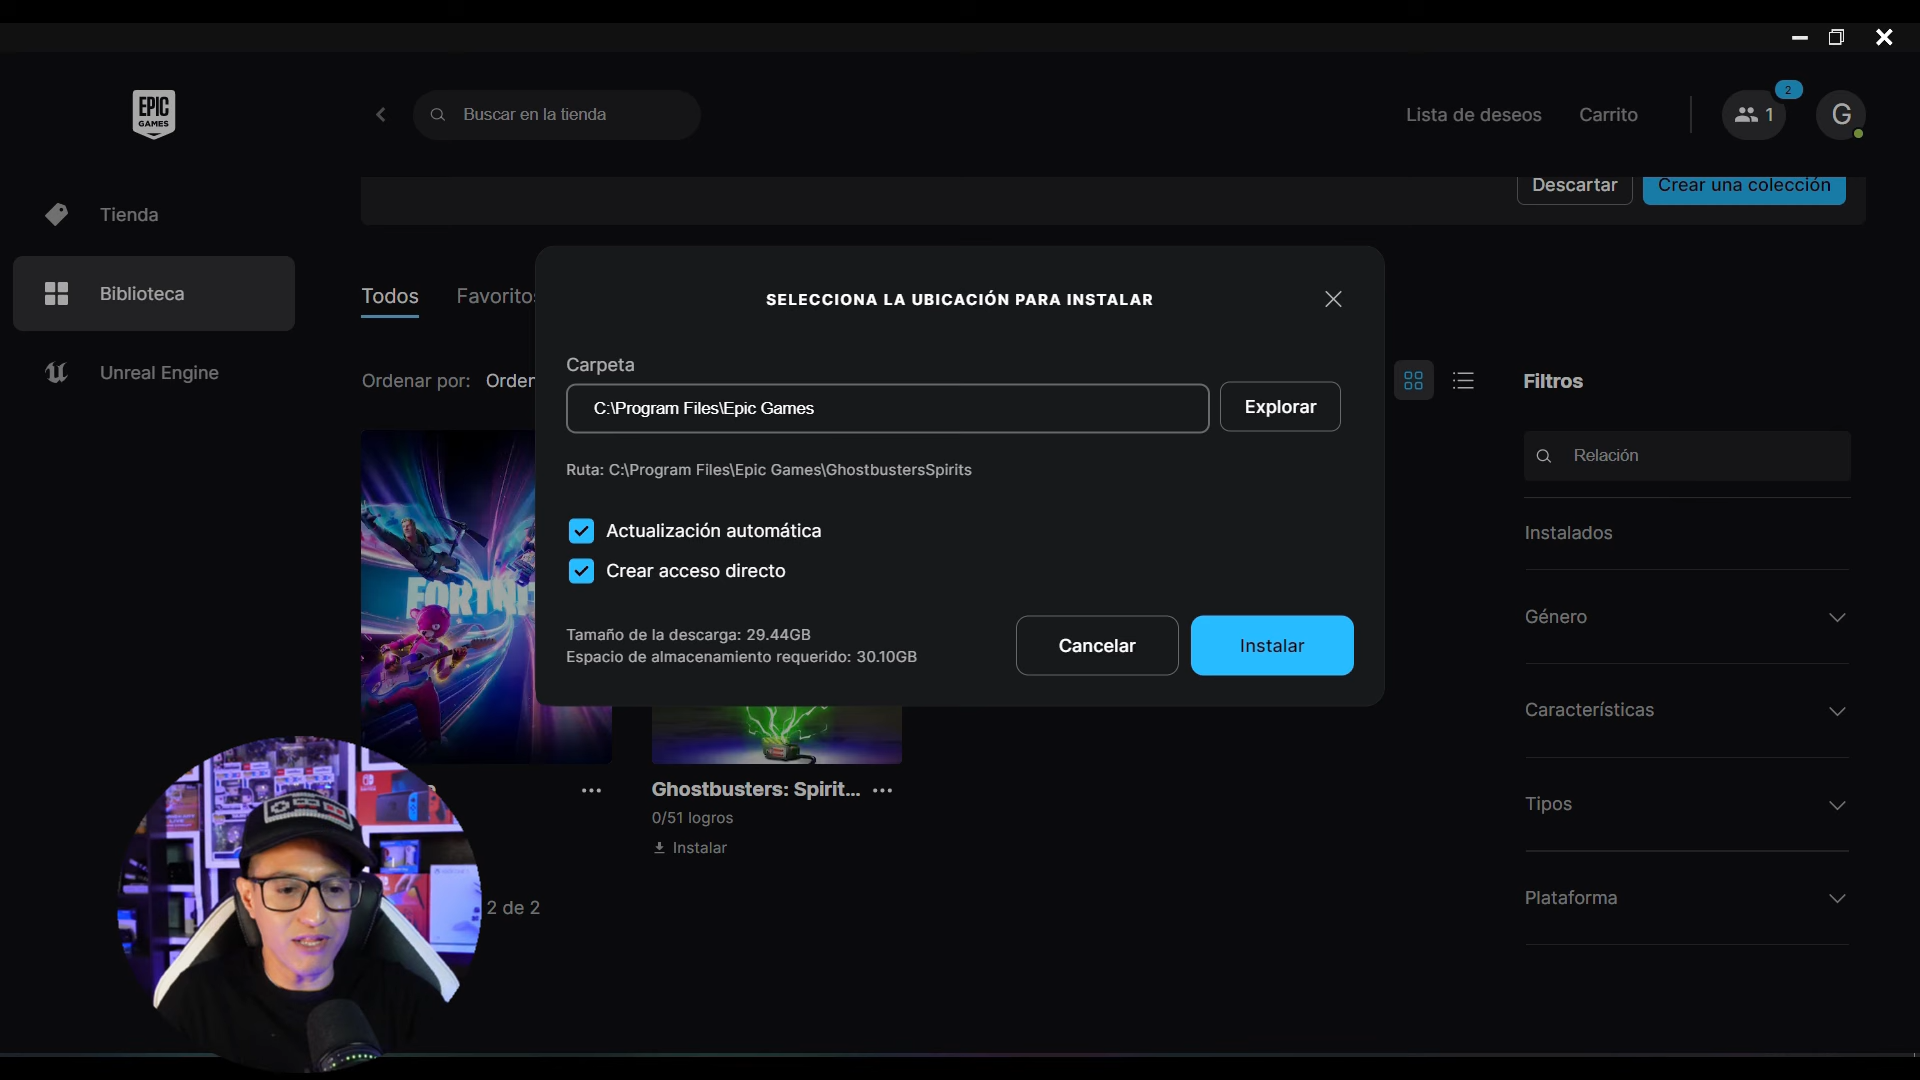 EPIC
GAMES
Buscar en la tienda
Lista de deseos
Carrito
1
2
G
Descartar
Crear una colección
Tienda
Biblioteca
Unreal Engine
Todos
Favoritos
Ordenar por:
Orden
SELECCIONA LA UBICACIÓN PARA INSTALAR
Carpeta
C:\Program Files\Epic Games
Explorar
Ruta: C:\Program Files\Epic Games\GhostbustersSpirits
Actualización automática
Crear acceso directo
Tamaño de la descarga: 29.44GB
Espacio de almacenamiento requerido: 30.10GB
Cancelar
Instalar
Filtros
Relación
Instalados
Género
Características
Tipos
Plataforma
FORTN
Ghostbusters: Spirit...
0/51 logros
Instalar
2 de 2